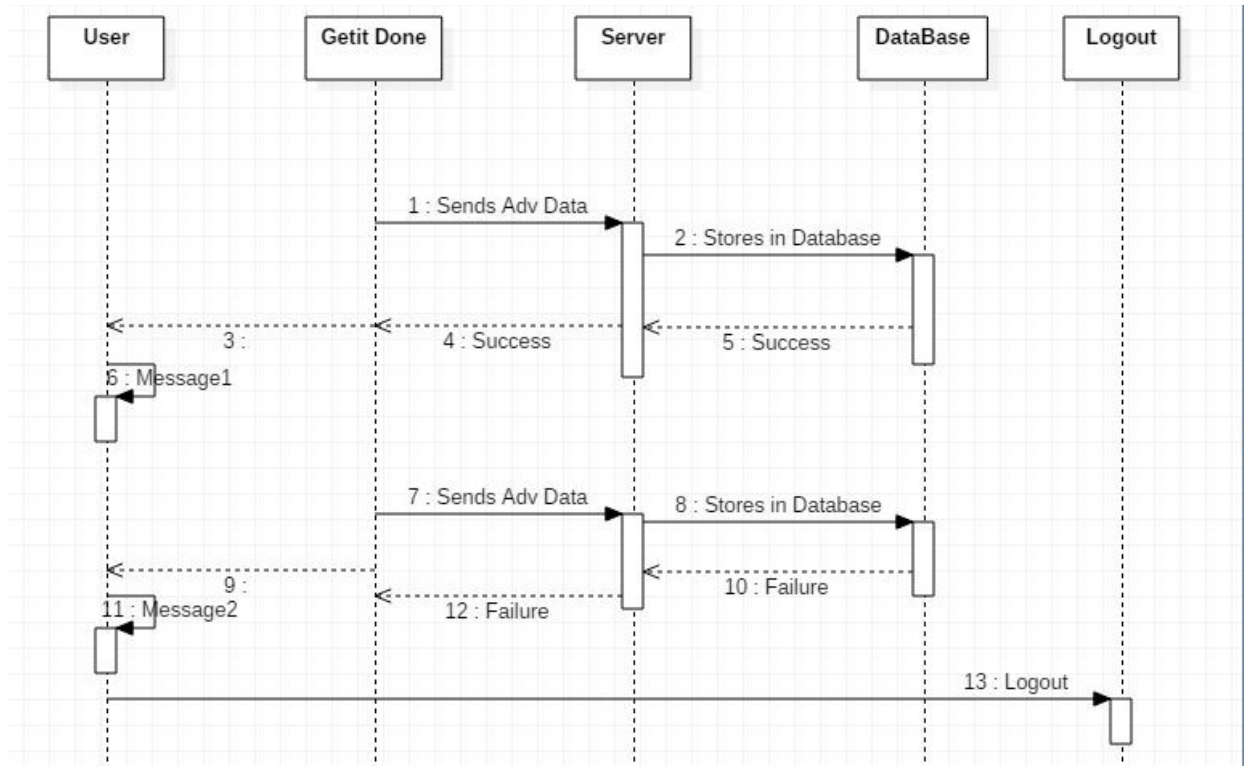 User
Getit Done
Server
DataBase
Logout
1 : Sends Adv Data
2 : Stores in Database
3 :
4 : Success
5 : Success
6 : Message1
7 : Sends Adv Data
8 : Stores in Database
9 :
10 : Failure
11 : Message2
12 : Failure
13 : Logout